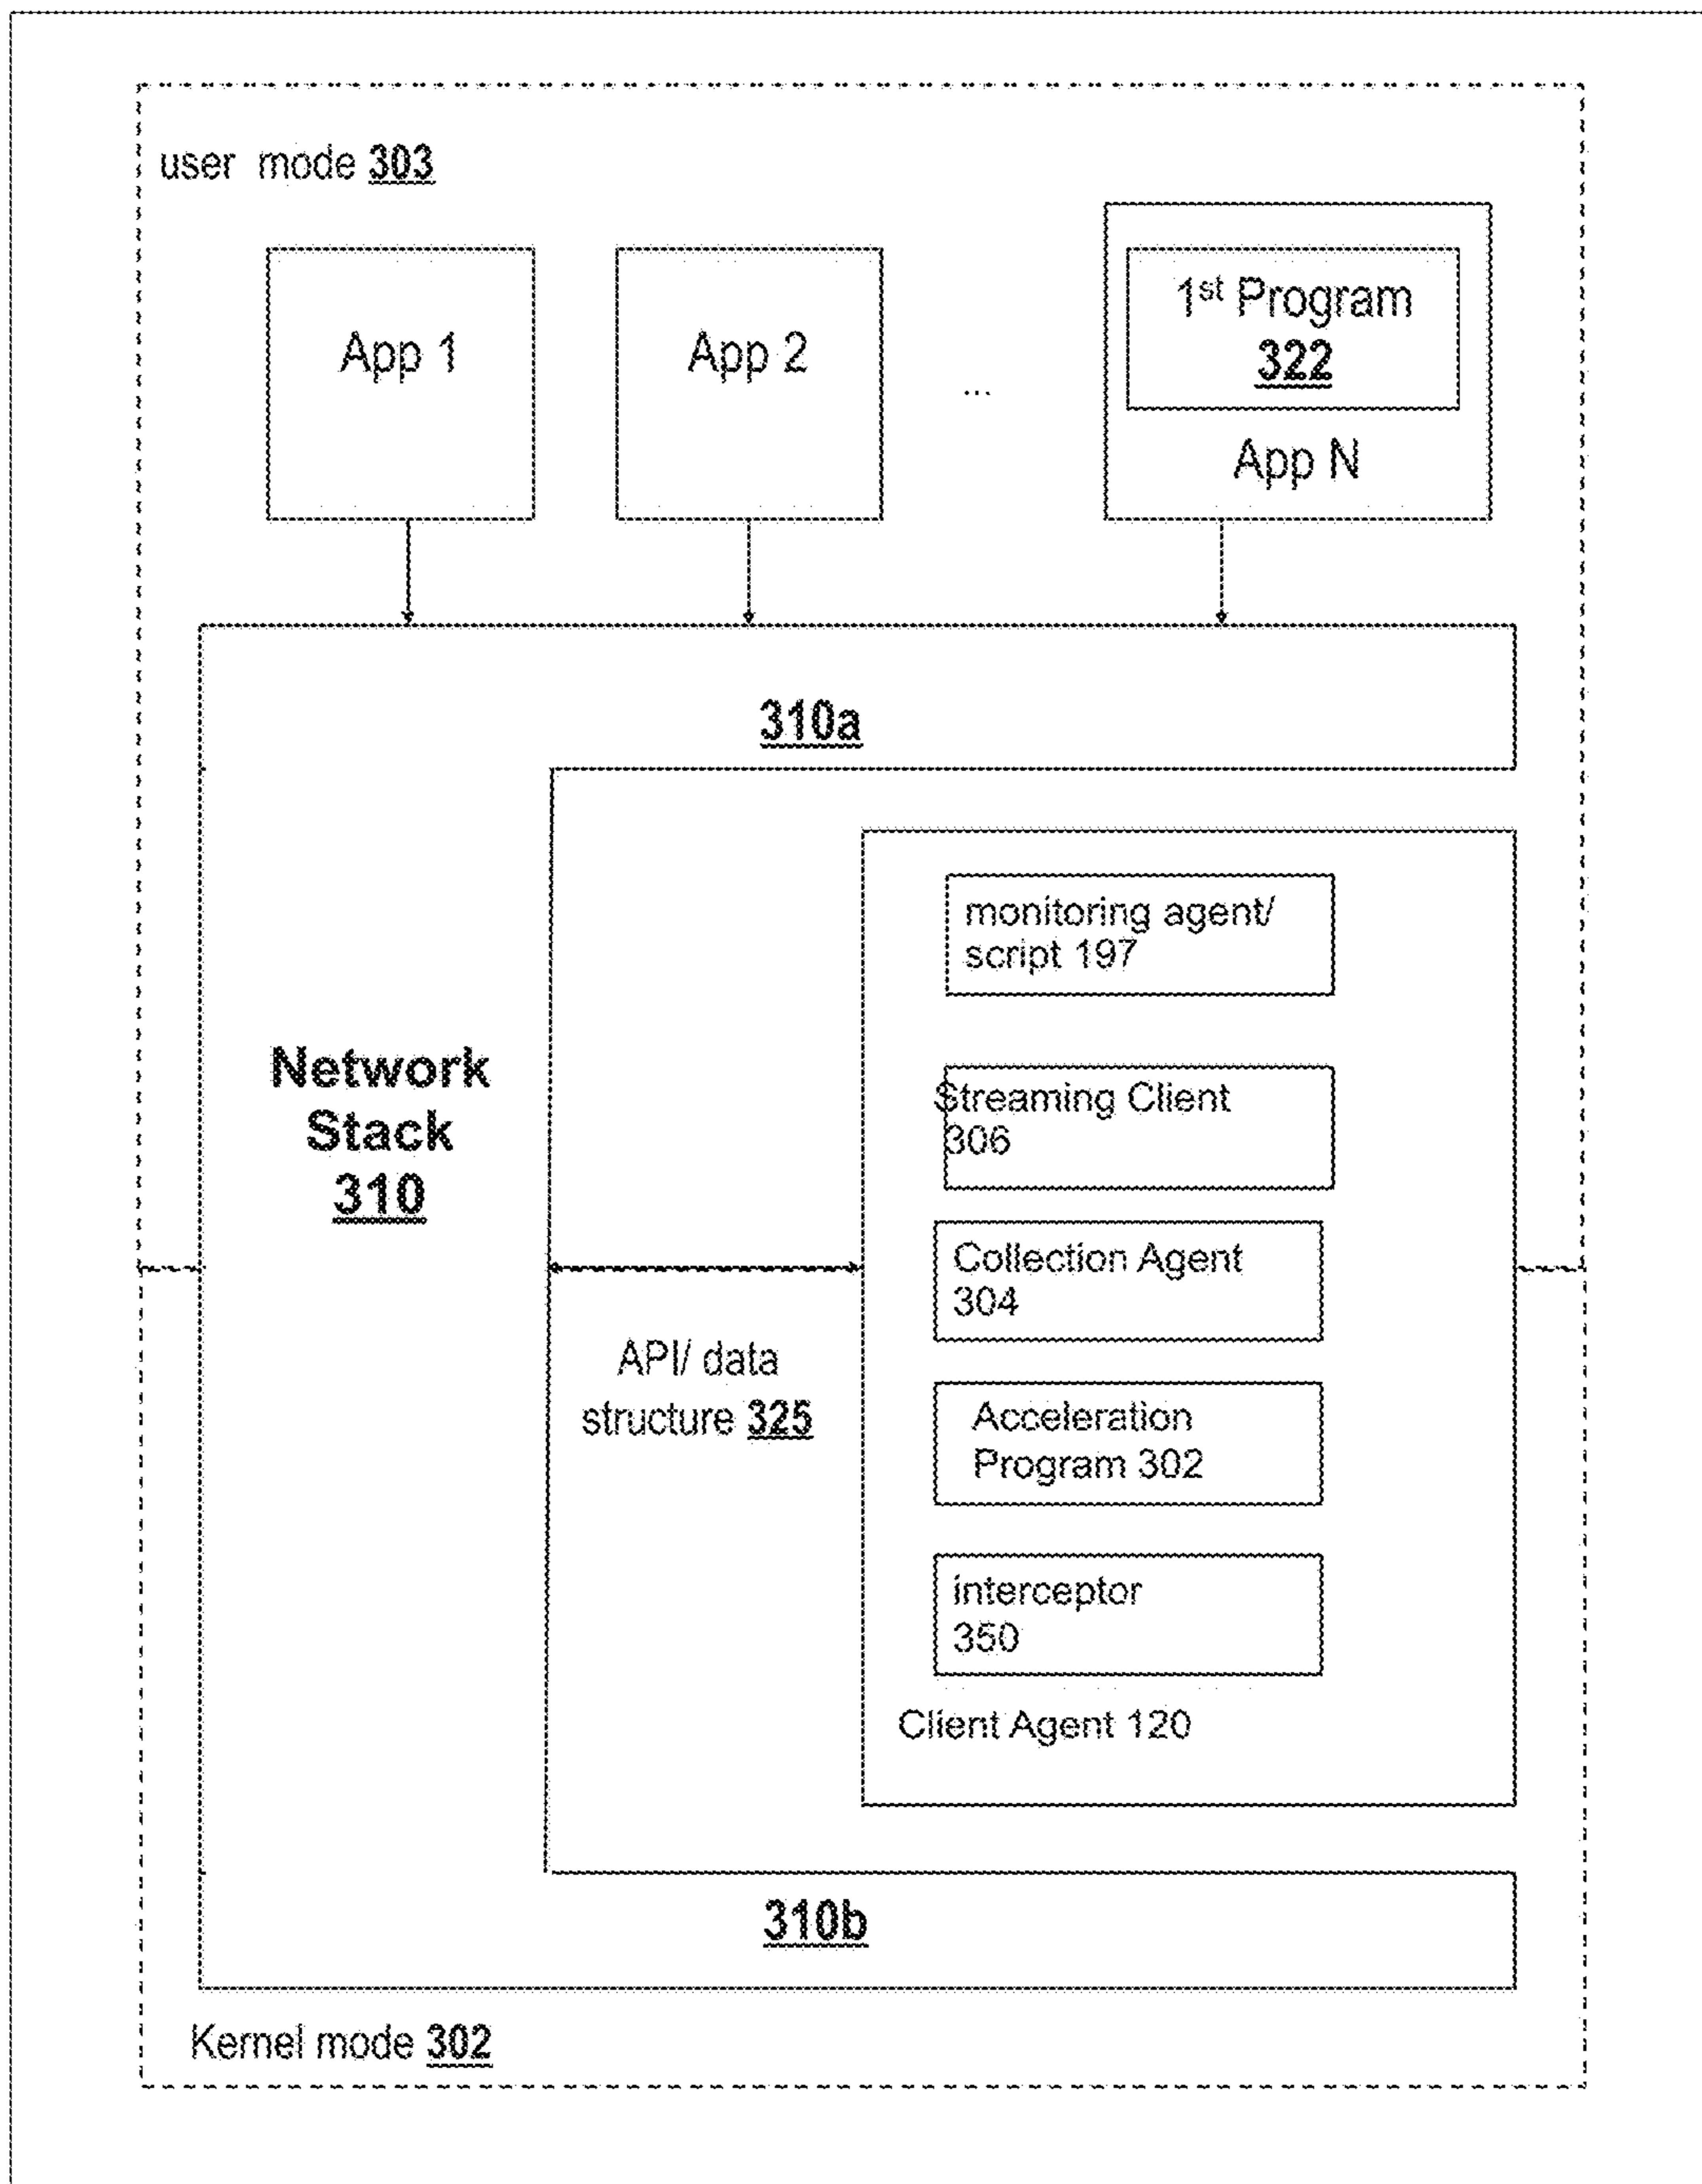 user mode 303
App 1
App 2
...
1st Program
322
App N
310a
monitoring agent/
script 197
Network
Stack
310
Streaming Client
306
Collection Agent
304
API/ data
structure 325
Acceleration
Program 302
interceptor
350
Client Agent 120
310b
Kernel mode 302